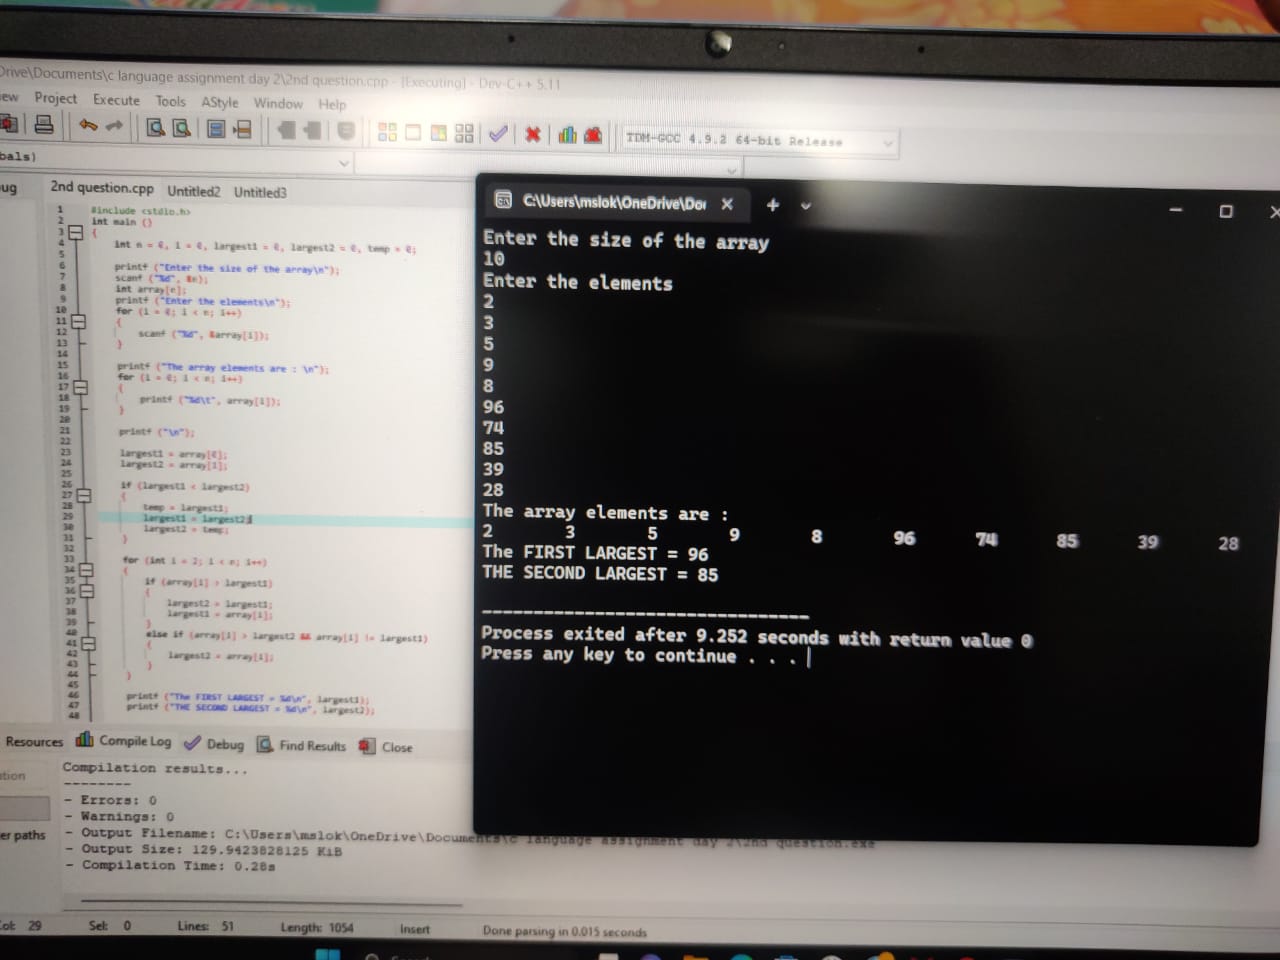 Drive\Documents\c language assignment day 2\2nd question.cpp - [Executing] - Dev-C++ 5.11
ew Project Execute Tools AStyle Window Help
TDM-GCC 4.9.2 64-bit Release
bals)
ug
2nd question.cpp Untitled2 Untitled3
1 #include <stdio.h>
2 int main ()
3 {
4 int n = 0, i = 0, largest1 = 0, largest2 = 0, temp = 0;
5
6 printf ("Enter the size of the array\n");
7 scanf ("%d", &n);
8 int array[n];
9 printf ("Enter the elements\n");
10 for (i = 0; i < n; i++)
11 {
12 scanf ("%d", &array[i]);
13 }
14
15 printf ("The array elements are : \n");
16 for (i = 0; i < n; i++)
17 {
18 printf ("%d\t", array[i]);
19 }
20
21 printf ("\n");
22
23 largest1 = array[0];
24 largest2 = array[1];
25
26 if (largest1 < largest2)
27 {
28 temp = largest1;
29 largest1 = largest2;
30 largest2 = temp;
31 }
32
33 for (int i = 2; i < n; i++)
34 {
35 if (array[i] > largest1)
36 {
37 largest2 = largest1;
38 largest1 = array[i];
39 }
40 else if (array[i] > largest2 && array[i] != largest1)
41 {
42 largest2 = array[i];
43 }
44 }
45
46 printf ("The FIRST LARGEST = %d\n", largest1);
47 printf ("THE SECOND LARGEST = %d\n", largest2);
48
C:\Users\mslok\OneDrive\Do
Enter the size of the array
10
Enter the elements
2
3
5
9
8
96
74
85
39
28
The array elements are :
2 3 5 9 8 96 74 85 39 28
The FIRST LARGEST = 96
THE SECOND LARGEST = 85
--------------------------------
Process exited after 9.252 seconds with return value 0
Press any key to continue . . .
Resources Compile Log Debug Find Results Close
tion
er paths
Compilation results...
--------
- Errors: 0
- Warnings: 0
- Output Filename: C:\Users\mslok\OneDrive\Documents\c language assignment day 2\2nd question.exe
- Output Size: 129.9423828125 KiB
- Compilation Time: 0.28s
Col: 29 Sel: 0 Lines: 51 Length: 1054 Insert Done parsing in 0.015 seconds